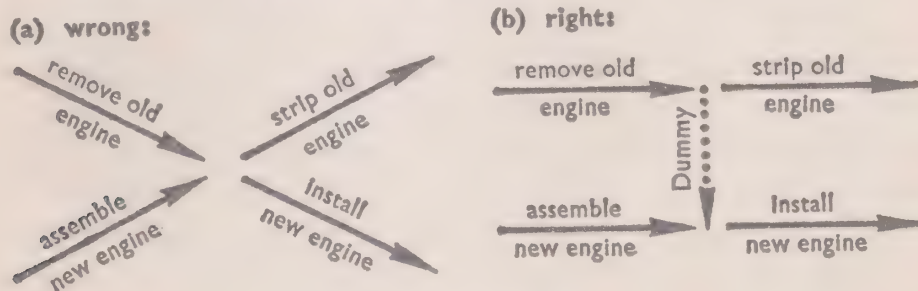 (a) wrong:
remove old
engine
strip old
engine
assemble
new engine
install
new engine
(b) right:
remove old
engine
strip old
engine
Dummy
assemble
new engine
install
new engine